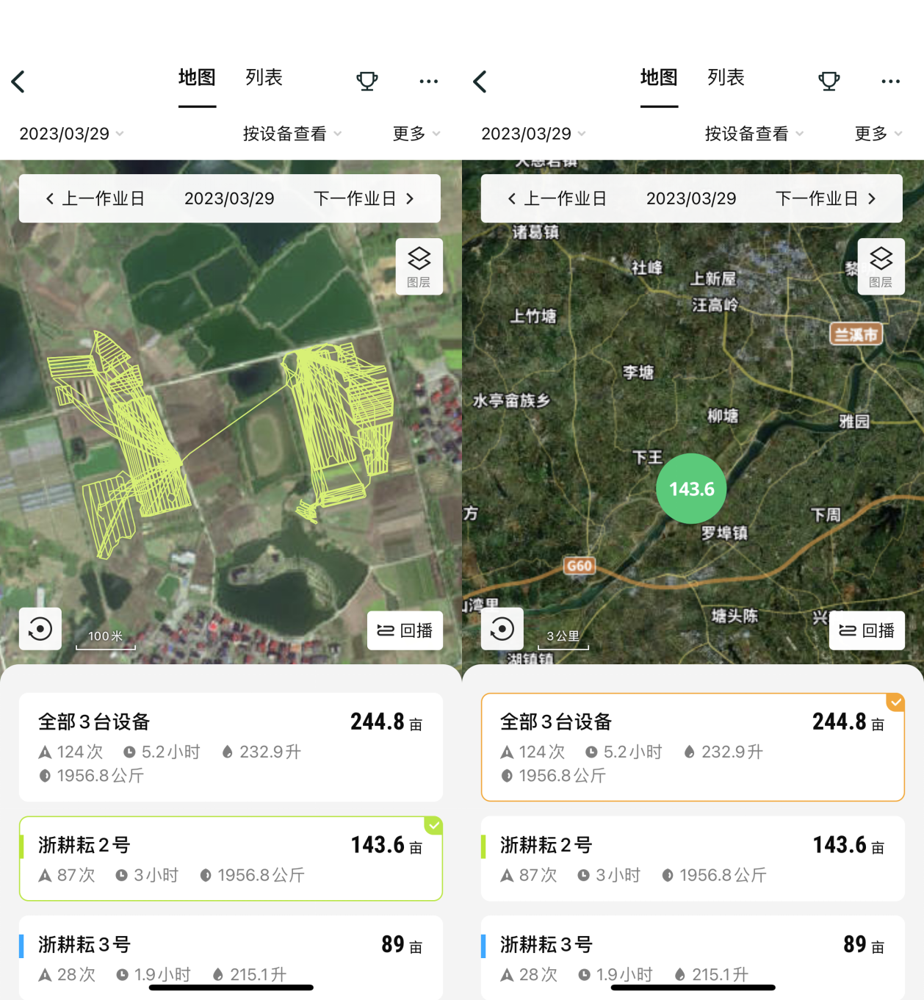 地图 列表
2023/03/29 按设备查看 更多
上一作业日 2023/03/29 下一作业日
图层
100米
回播
全部3台设备 244.8亩
124次 5.2小时 232.9升
1956.8公斤
浙耕耘2号 143.6亩
87次 3小时 1956.8公斤
浙耕耘3号 89亩
28次 1.9小时 215.1升
地图 列表
2023/03/29 按设备查看 更多
上一作业日 2023/03/29 下一作业日
诸葛镇
图层
社峰
上新屋
汪高岭
上竹塘
兰溪市
李塘
水亭畲族乡
柳塘
雅园
下王
143.6
方
下周
罗埠镇
G60
湾里
塘头陈
兴
3公里
回播
湖镇镇
全部3台设备 244.8亩
124次 5.2小时 232.9升
1956.8公斤
浙耕耘2号 143.6亩
87次 3小时 1956.8公斤
浙耕耘3号 89亩
28次 1.9小时 215.1升